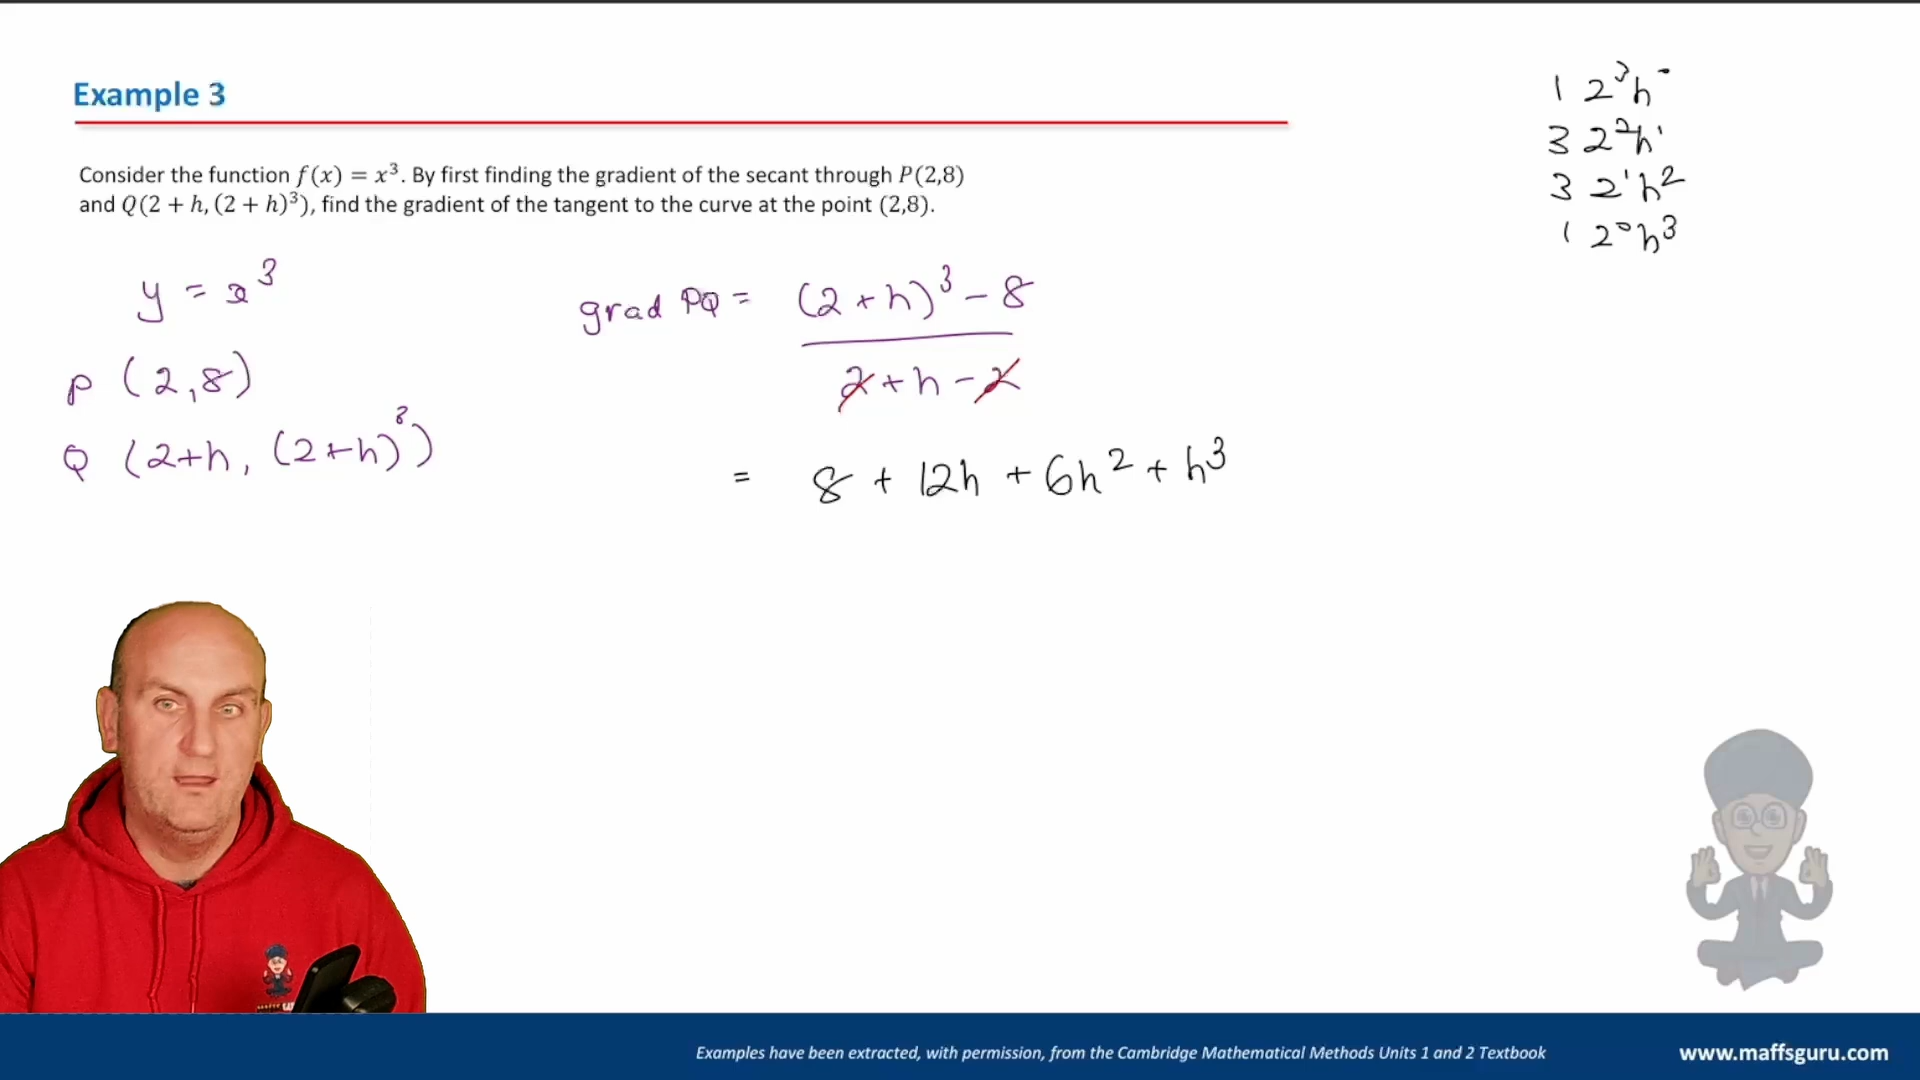 Example 3
Consider the function f(x) = x³. By first finding the gradient of the secant through P(2,8)
and Q(2 + h, (2 + h)³), find the gradient of the tangent to the curve at the point (2,8).
y = x³
P (2,8)
Q (2+h, (2+h)³)
grad PQ = (2+h)³ - 8
2+h-2
= 8 + 12h + 6h² + h³
1 2³h
3 2²h¹
3 2¹h²
1 2⁰h³
Examples have been extracted, with permission, from the Cambridge Mathematical Methods Units 1 and 2 Textbook
www.maffsguru.com